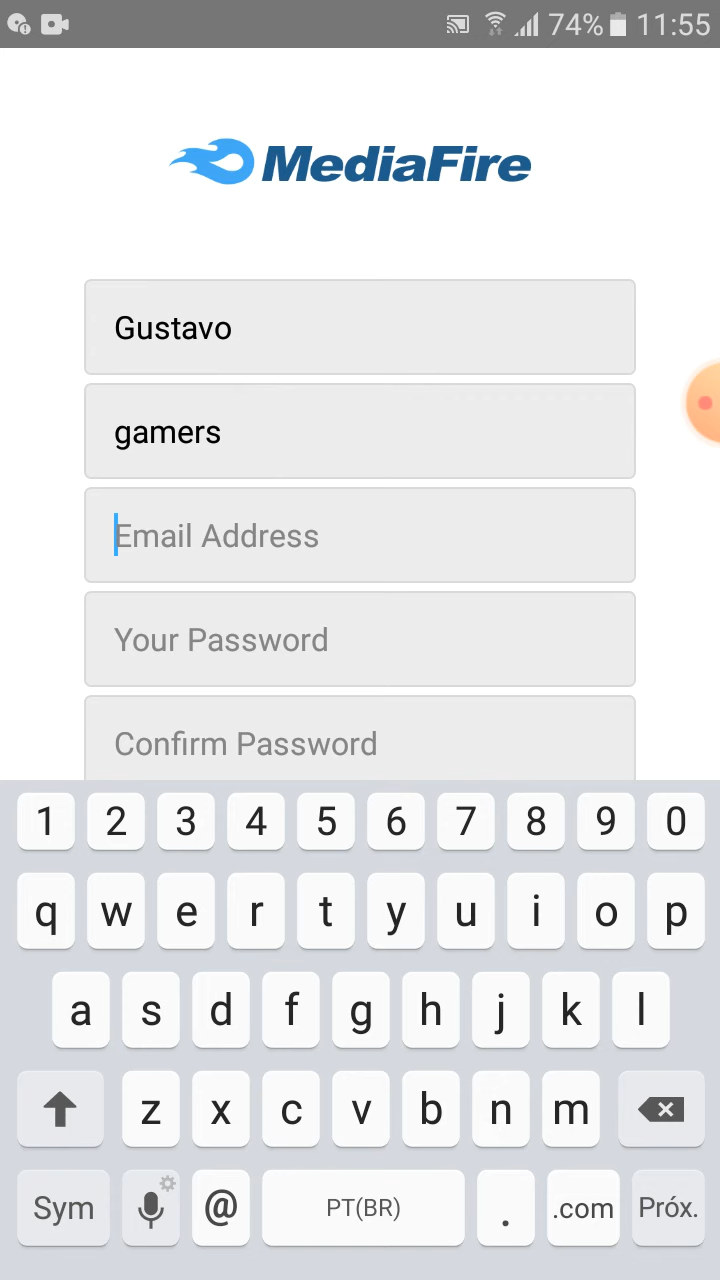 74% 11:55
MediaFire
Gustavo
gamers
Email Address
Your Password
Confirm Password
1 2 3 4 5 6 7 8 9 0
q w e r t y u i o p
a s d f g h j k l
z x c v b n m
Sym @ PT(BR) . .com Próx.